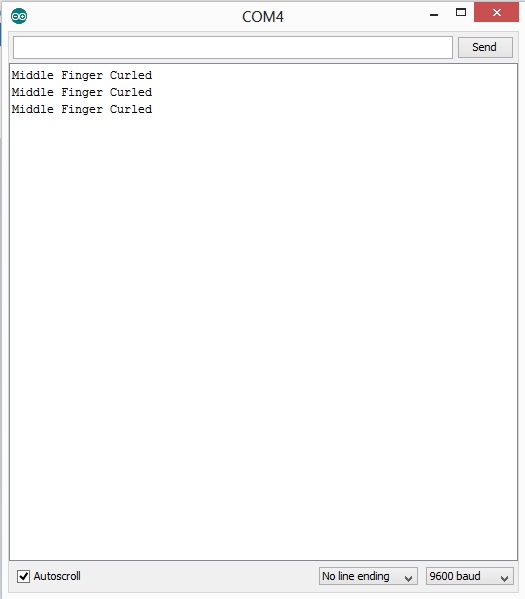 COM4
Send
Middle Finger Curled
Middle Finger Curled
Middle Finger Curled
Autoscroll
No line ending
9600 baud